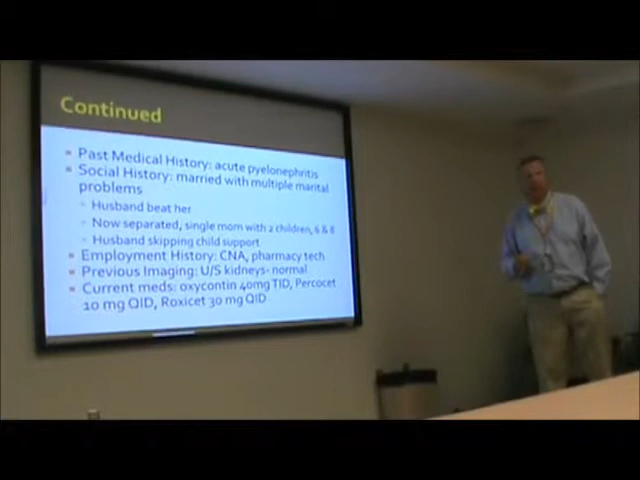 Continued
Past Medical History: acute pyelonephritis
Social History: married with multiple marital
problems
Husband beat her
Now separated, single mom with 2 children, 6 & 8
Husband skipping child support
Employment History: CNA, pharmacy tech
Previous Imaging: U/S kidneys- normal
Current meds: oxycontin 40mg TID, Percocet
10 mg QID, Roxicet 30 mg QID